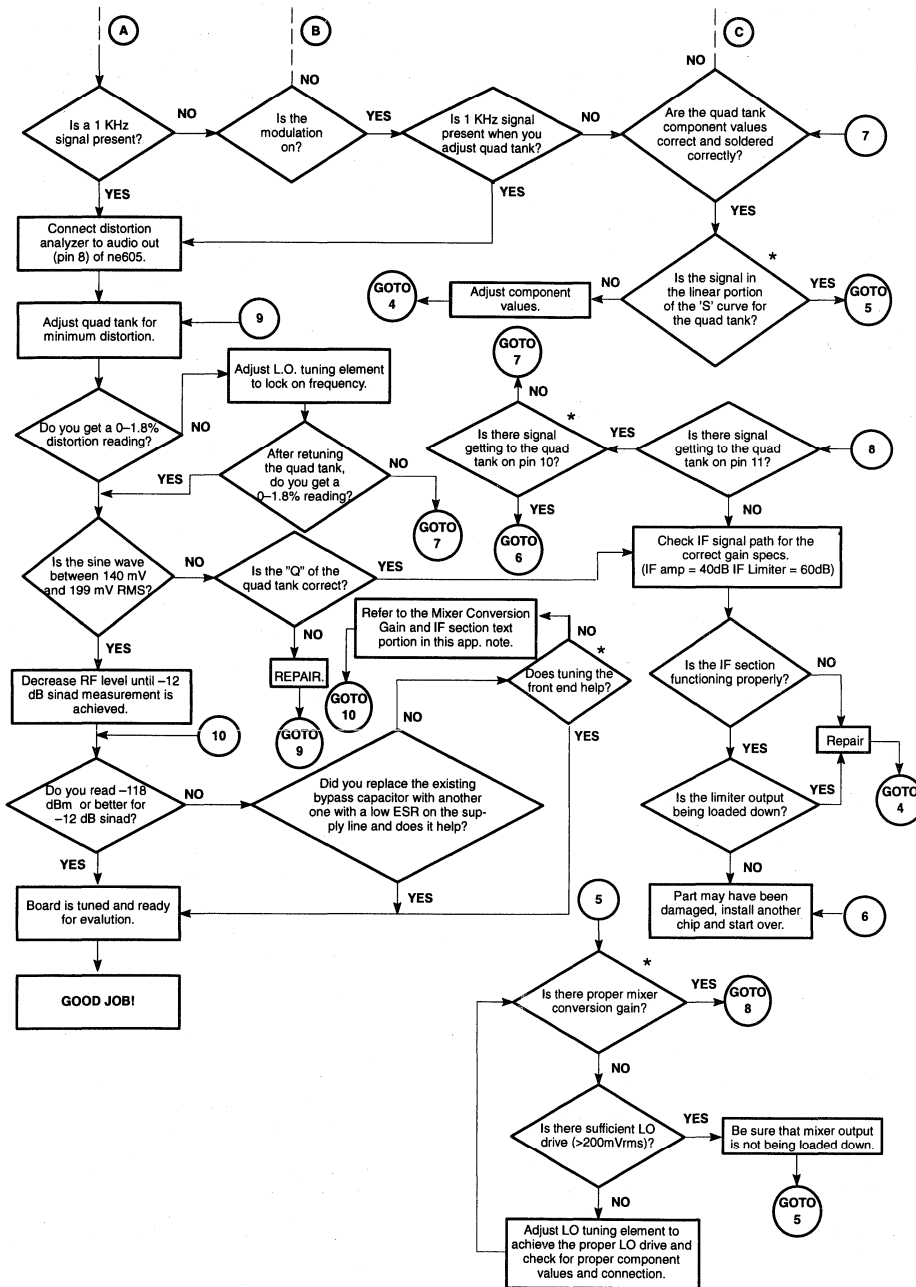 A
B
C
NO
NO
Is a 1 KHz
signal present?
NO
Is the
modulation
on?
YES
Is 1 KHz signal
present when you
adjust quad tank?
NO
Are the quad tank
component values
correct and soldered
correctly?
7
YES
YES
YES
Connect distortion
analyzer to audio out
(pin 8) of ne605.
*
Is the signal in
the linear portion
of the 'S' curve for
the quad tank?
NO
YES
GOTO
5
Adjust component
values.
GOTO
4
Adjust quad tank for
minimum distortion.
9
Adjust L.O. tuning element
to lock on frequency.
GOTO
7
NO
Do you get a 0–1.8%
distortion reading?
NO
*
Is there signal
getting to the quad
tank on pin 10?
YES
Is there signal
getting to the quad
tank on pin 11?
8
YES
After retuning
the quad tank,
do you get a
0–1.8% reading?
NO
GOTO
7
YES
GOTO
6
NO
Check IF signal path for the
correct gain specs.
(IF amp = 40dB IF Limiter = 60dB)
Is the sine wave
between 140 mV
and 199 mV RMS?
NO
Is the "Q" of the
quad tank correct?
YES
Refer to the Mixer Conversion
Gain and IF section text
portion in this app. note.
NO
*
YES
NO
REPAIR.
GOTO
9
GOTO
10
Does tuning the
front end help?
Is the IF section
functioning properly?
NO
Decrease RF level until –12
dB sinad measurement is
achieved.
NO
YES
10
YES
Repair
Do you read –118
dBm or better for
–12 dB sinad?
NO
Did you replace the existing
bypass capacitor with another
one with a low ESR on the sup-
ply line and does it help?
Is the limiter output
being loaded down?
YES
GOTO
4
YES
YES
NO
Board is tuned and ready
for evalution.
5
Part may have been
damaged, install another
chip and start over.
6
GOOD JOB!
*
Is there proper mixer
conversion gain?
YES
GOTO
8
NO
Is there sufficient LO
drive (>200mVrms)?
YES
Be sure that mixer output
is not being loaded down.
NO
GOTO
5
Adjust LO tuning element to
achieve the proper LO drive and
check for proper component
values and connection.